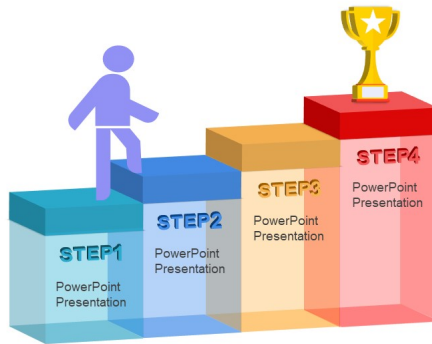 STEP1
PowerPoint
Presentation
STEP2
PowerPoint
Presentation
STEP3
PowerPoint
Presentation
STEP4
PowerPoint
Presentation